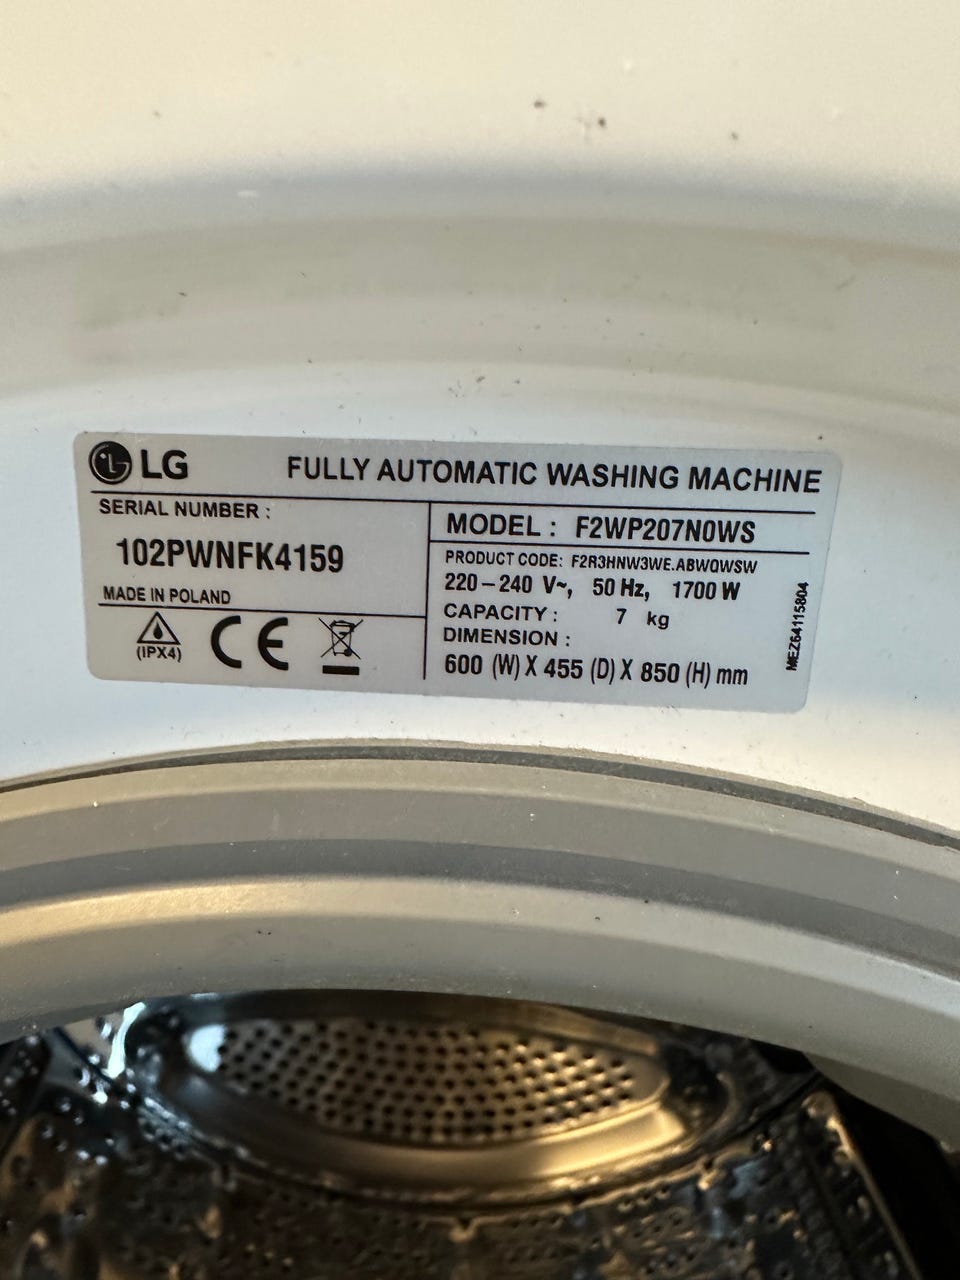 LG FULLY AUTOMATIC WASHING MACHINE
SERIAL NUMBER :
102PWNFK4159
MADE IN POLAND
(IPX4) CE
MODEL : F2WP207N0WS
PRODUCT CODE: F2R3HNW3WE.ABWQWSW
220-240 V~, 50 Hz, 1700 W
CAPACITY : 7 kg
DIMENSION :
600 (W) X 455 (D) X 850 (H) mm
MEZ64115804